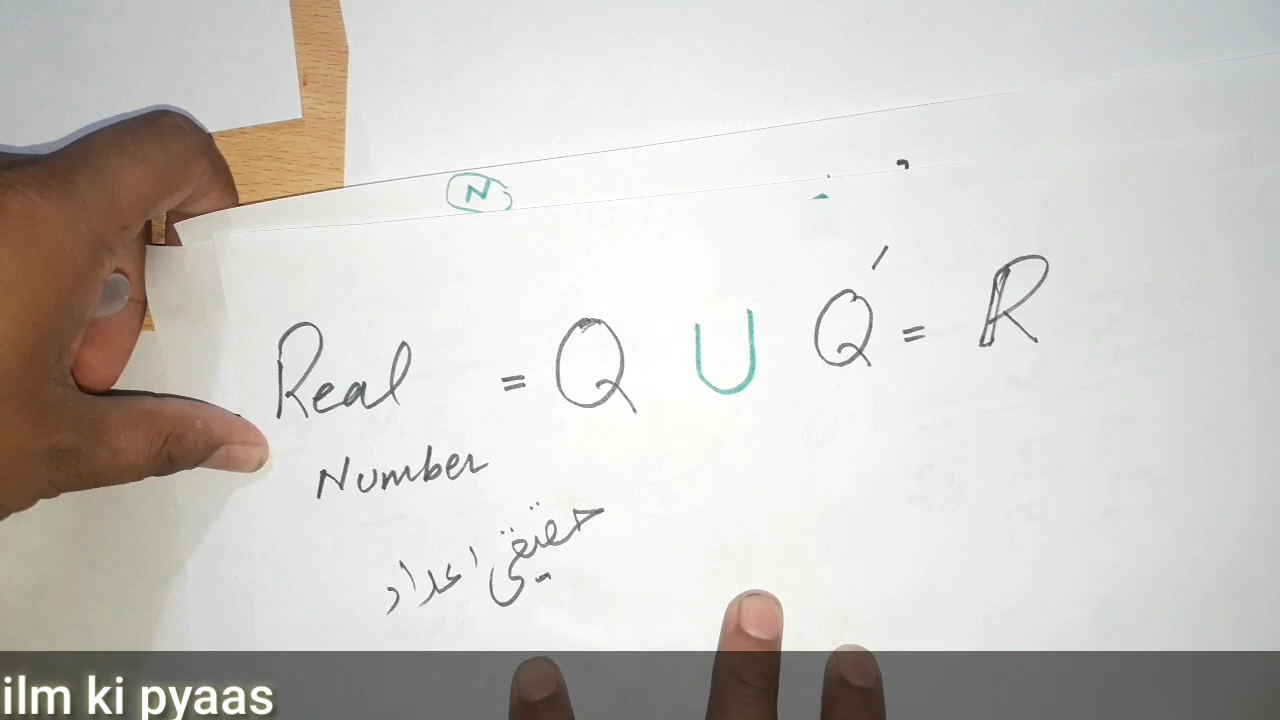 N
Real = Q U Q' = R
Number
حقیقی اعداد
ilm ki pyaas